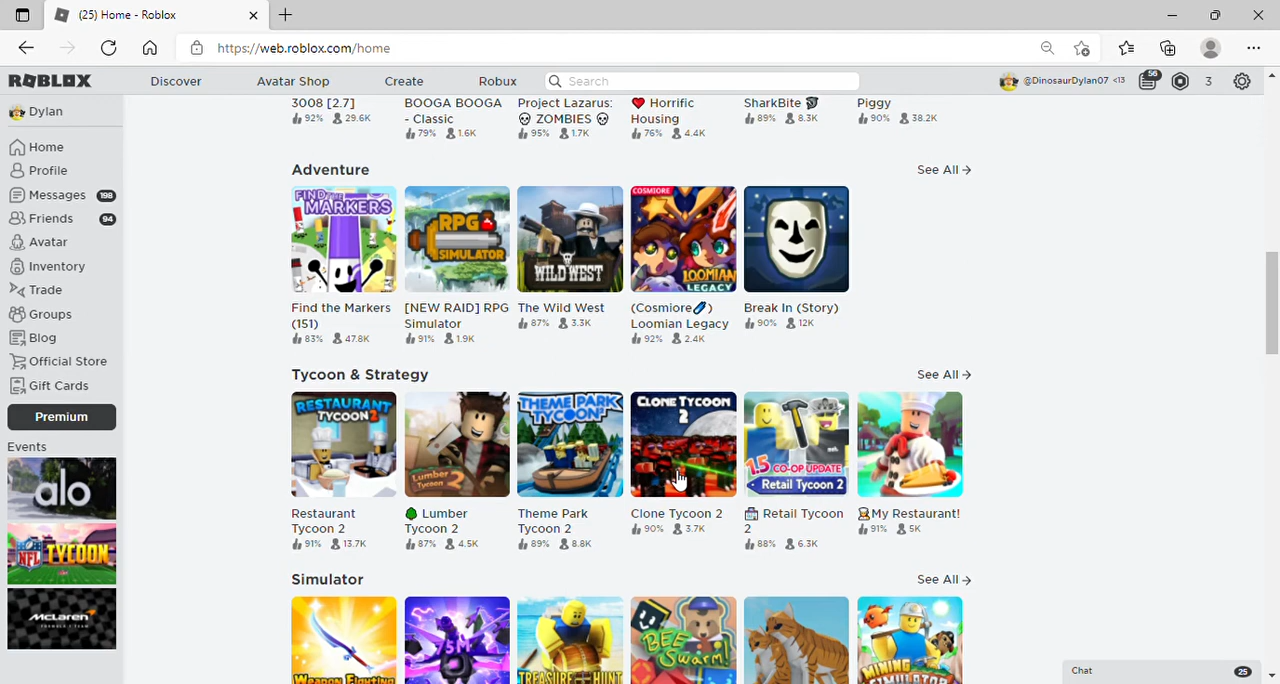 (25) Home - Roblox
https://web.roblox.com/home
ROBLOX Discover Avatar Shop Create Robux Search @DinosaurDylan07 <13 56 3
Dylan
Home
Profile
Messages 198
Friends 94
Avatar
Inventory
Trade
Groups
Blog
Official Store
Gift Cards
Premium
Events
alo
NFL TYCOON
McLaren
3008 [2.7]
92% 29.6K
BOOGA BOOGA
- Classic
79% 1.6K
Project Lazarus:
💀 ZOMBIES 💀
95% 1.7K
❤️ Horrific
Housing
76% 4.4K
SharkBite
89% 8.3K
Piggy
90% 38.2K
Adventure See All →
FIND THE
MARKERS
RPG
SIMULATOR
WILD WEST
COSMIORE
LOOMIAN
LEGACY
Find the Markers
(151)
83% 47.8K
[NEW RAID] RPG
Simulator
91% 1.9K
The Wild West
87% 3.3K
(Cosmiore)
Loomian Legacy
92% 2.4K
Break In (Story)
90% 12K
Tycoon & Strategy See All →
RESTAURANT
TYCOON 2
Lumber
Tycoon 2
THEME PARK
TYCOON 2
CLONE TYCOON
2
1.5 CO-OP UPDATE
Retail Tycoon 2
Restaurant
Tycoon 2
91% 13.7K
🌳 Lumber
Tycoon 2
87% 4.5K
Theme Park
Tycoon 2
89% 8.8K
Clone Tycoon 2
90% 3.7K
Retail Tycoon
2
88% 6.3K
My Restaurant!
91% 5K
Simulator See All →
Weapon Fighting
5M
TREASURE HUNT
BEE
Swarm!
MINING
SIMULATOR
Chat 25